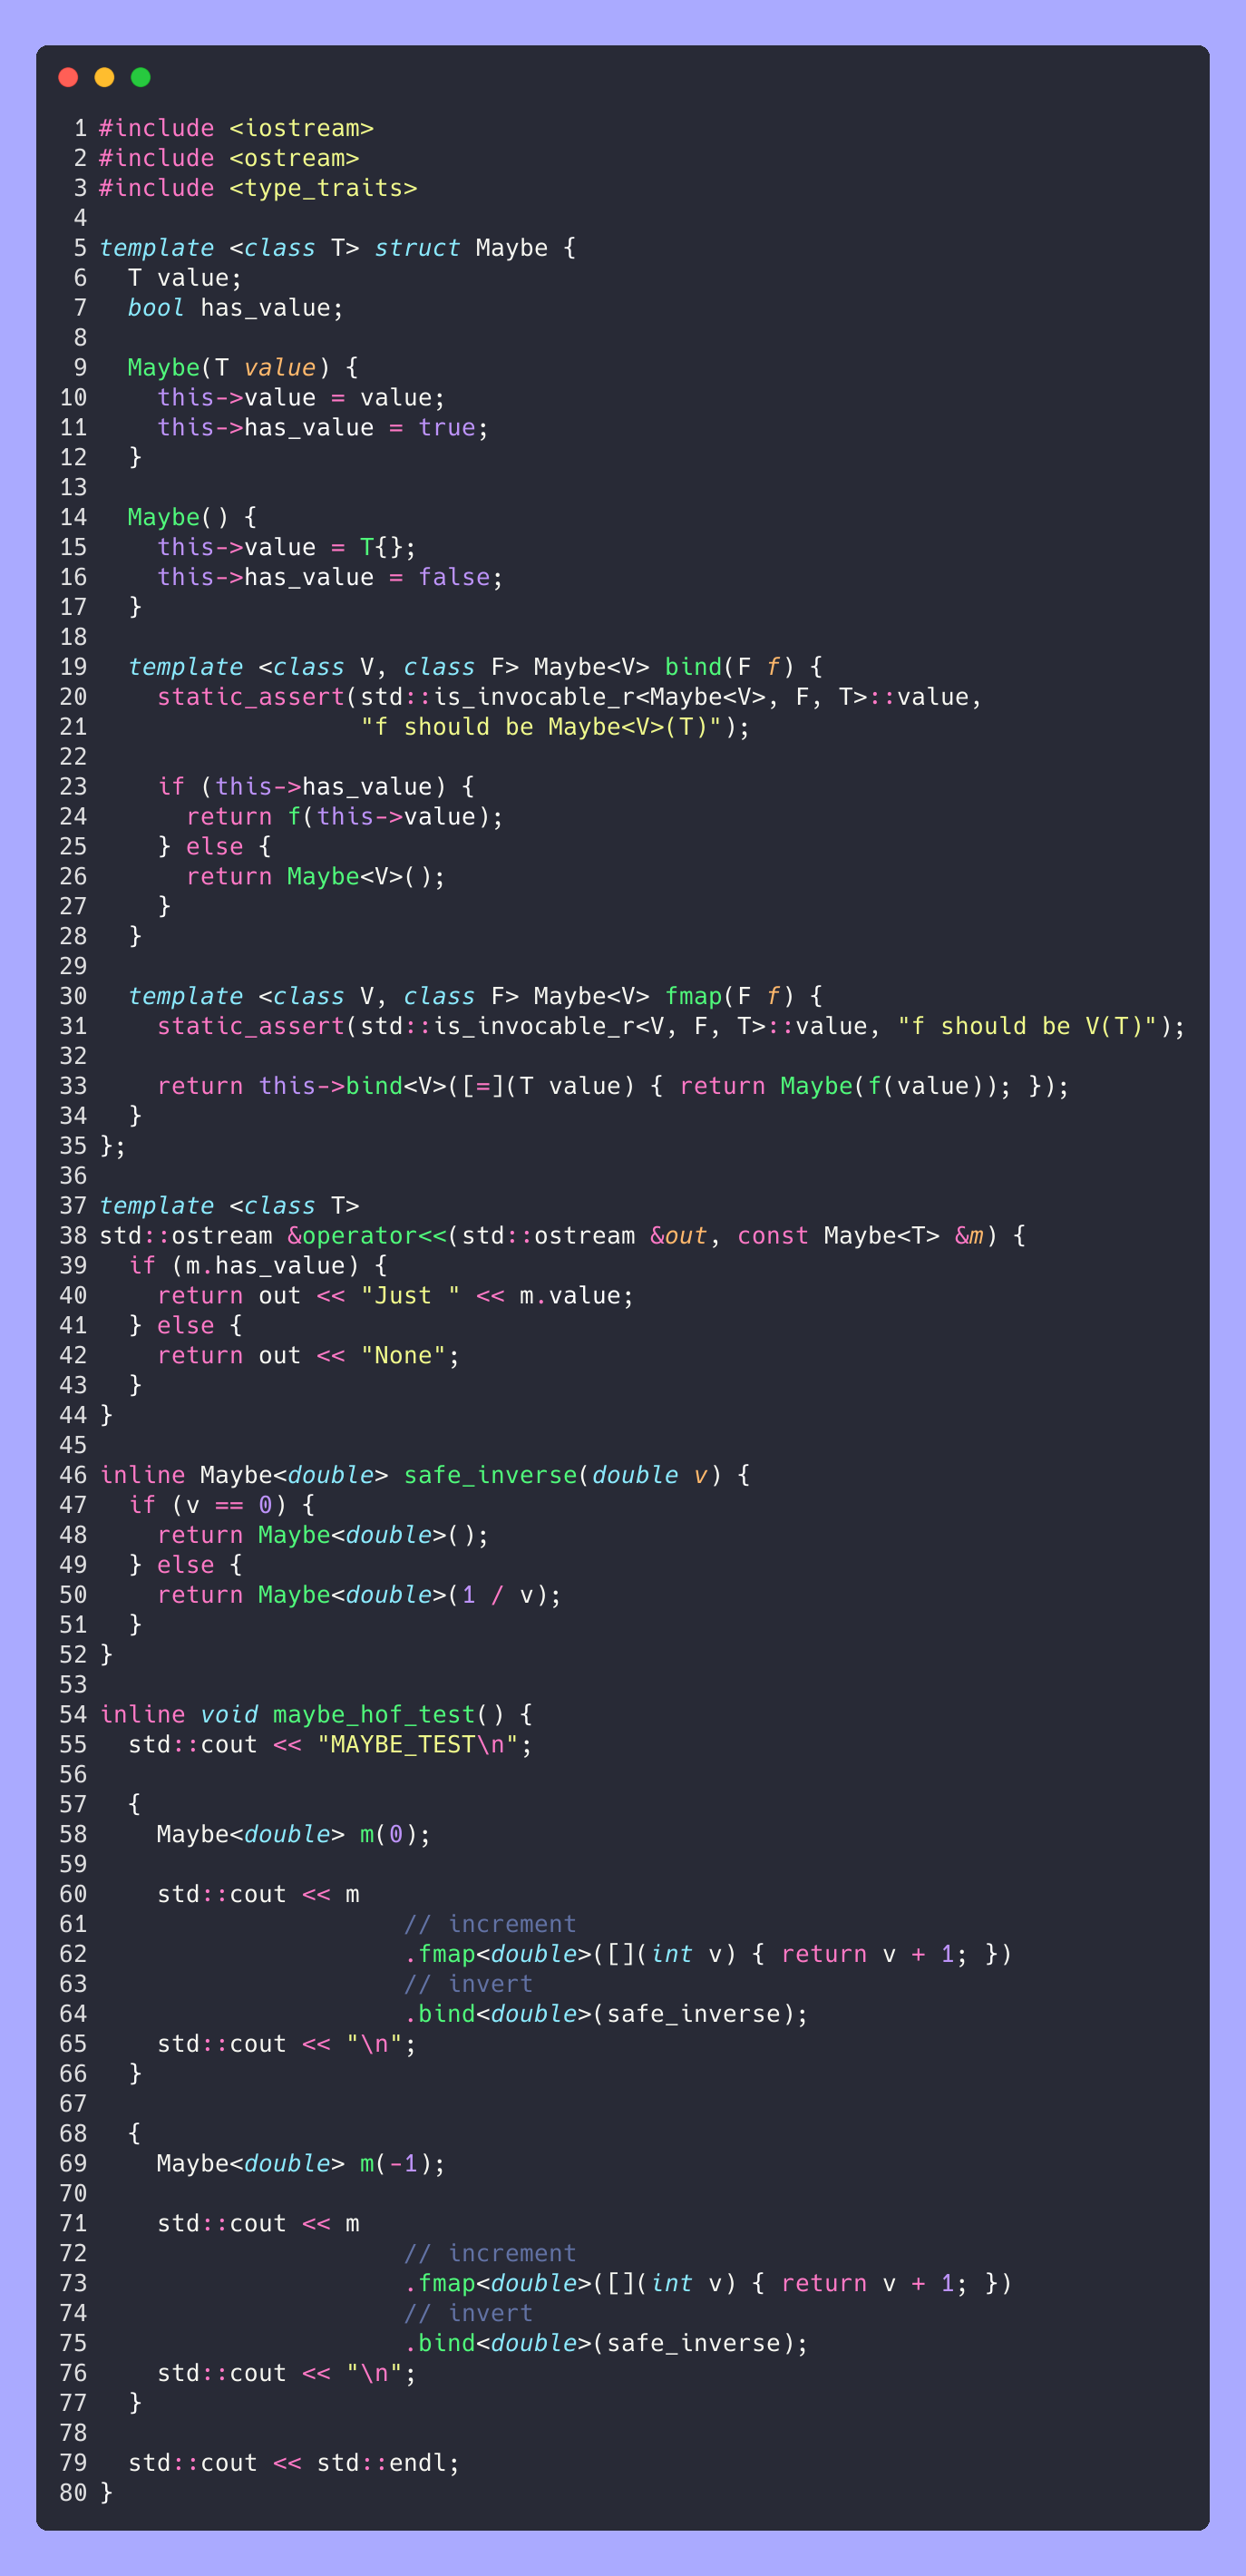 1 #include <iostream>
2 #include <ostream>
3 #include <type_traits>
4
5 template <class T> struct Maybe {
6   T value;
7   bool has_value;
8
9   Maybe(T value) {
10     this->value = value;
11     this->has_value = true;
12   }
13
14   Maybe() {
15     this->value = T{};
16     this->has_value = false;
17   }
18
19   template <class V, class F> Maybe<V> bind(F f) {
20     static_assert(std::is_invocable_r<Maybe<V>, F, T>::value,
21                   "f should be Maybe<V>(T)");
22
23     if (this->has_value) {
24       return f(this->value);
25     } else {
26       return Maybe<V>();
27     }
28   }
29
30   template <class V, class F> Maybe<V> fmap(F f) {
31     static_assert(std::is_invocable_r<V, F, T>::value, "f should be V(T)");
32
33     return this->bind<V>([=](T value) { return Maybe(f(value)); });
34   }
35 };
36
37 template <class T>
38 std::ostream &operator<<(std::ostream &out, const Maybe<T> &m) {
39   if (m.has_value) {
40     return out << "Just " << m.value;
41   } else {
42     return out << "None";
43   }
44 }
45
46 inline Maybe<double> safe_inverse(double v) {
47   if (v == 0) {
48     return Maybe<double>();
49   } else {
50     return Maybe<double>(1 / v);
51   }
52 }
53
54 inline void maybe_hof_test() {
55   std::cout << "MAYBE_TEST\n";
56
57   {
58     Maybe<double> m(0);
59
60     std::cout << m
61                      // increment
62                      .fmap<double>([](int v) { return v + 1; })
63                      // invert
64                      .bind<double>(safe_inverse);
65     std::cout << "\n";
66   }
67
68   {
69     Maybe<double> m(-1);
70
71     std::cout << m
72                      // increment
73                      .fmap<double>([](int v) { return v + 1; })
74                      // invert
75                      .bind<double>(safe_inverse);
76     std::cout << "\n";
77   }
78
79   std::cout << std::endl;
80 }